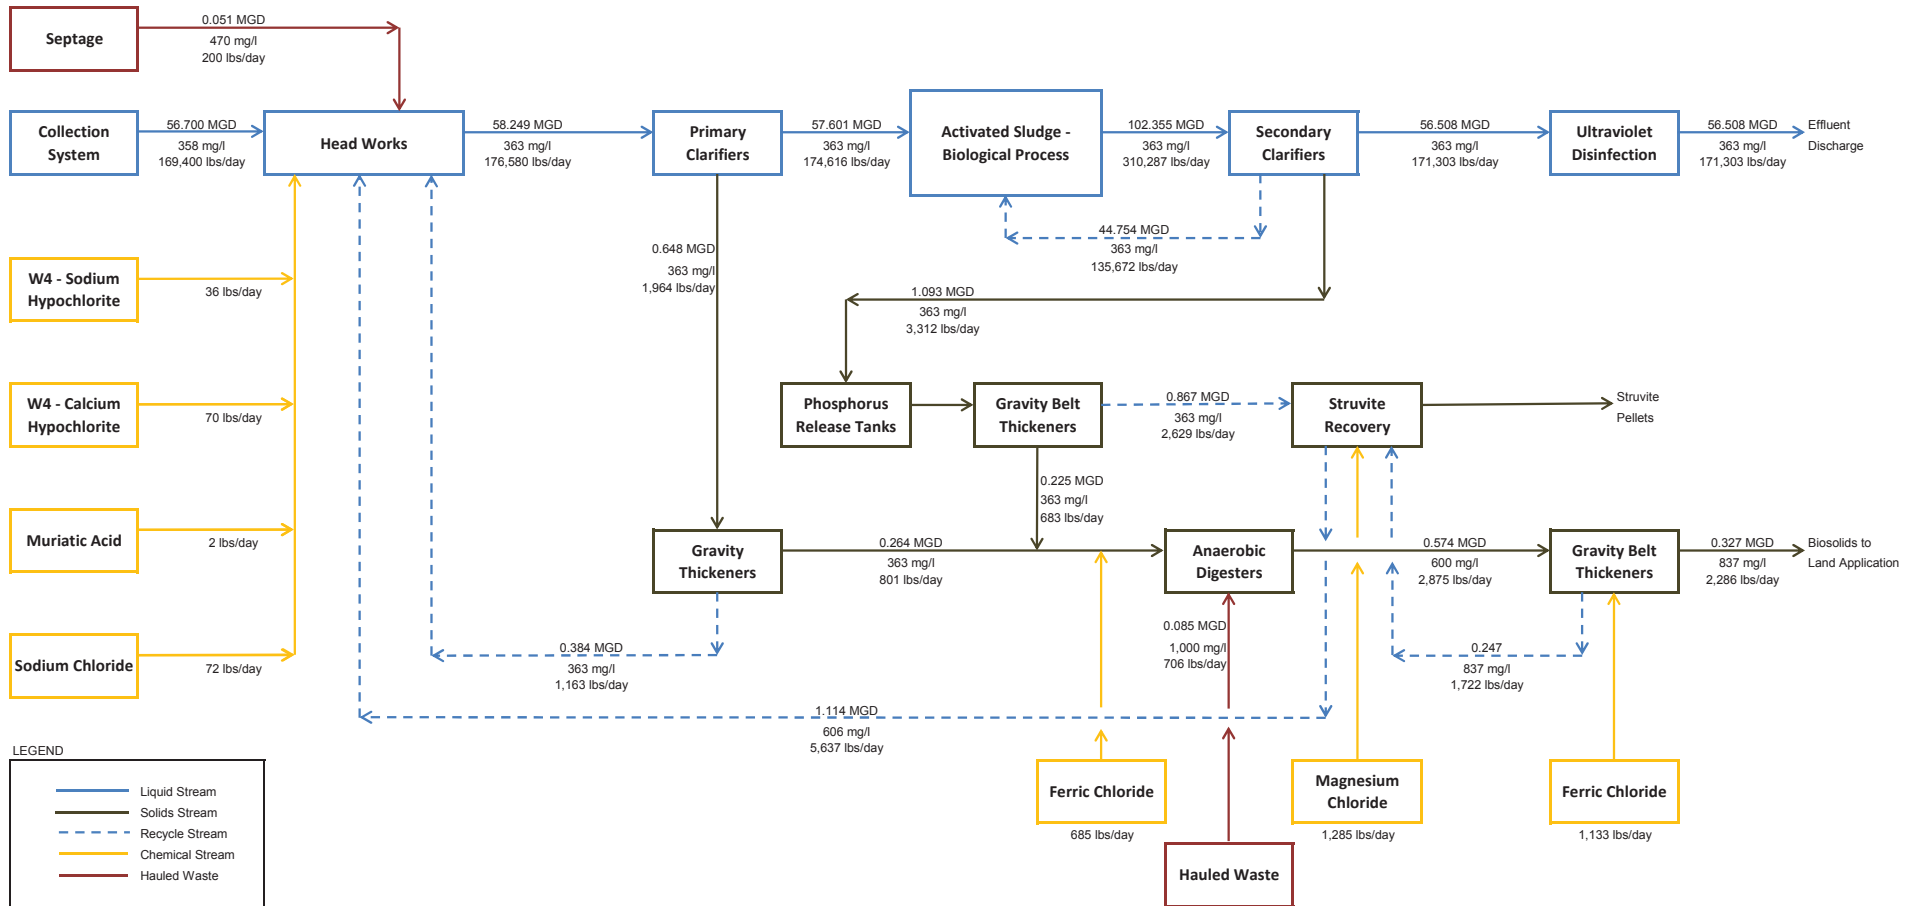 Septage
0.051 MGD
470 mg/l
200 lbs/day
Collection
System
56.700 MGD
358 mg/l
169,400 lbs/day
Head Works
58.249 MGD
363 mg/l
176,580 lbs/day
Primary
Clarifiers
57.601 MGD
363 mg/l
174,616 lbs/day
Activated Sludge -
Biological Process
102.355 MGD
363 mg/l
310,287 lbs/day
Secondary
Clarifiers
56.508 MGD
363 mg/l
171,303 lbs/day
Ultraviolet
Disinfection
56.508 MGD
363 mg/l
171,303 lbs/day
Effluent
Discharge
44.754 MGD
363 mg/l
135,672 lbs/day
0.648 MGD
363 mg/l
1,964 lbs/day
W4 - Sodium
Hypochlorite
36 lbs/day
1.093 MGD
363 mg/l
3,312 lbs/day
W4 - Calcium
Hypochlorite
70 lbs/day
Phosphorus
Release Tanks
Gravity Belt
Thickeners
0.867 MGD
363 mg/l
2,629 lbs/day
Struvite
Recovery
Struvite
Pellets
0.225 MGD
363 mg/l
683 lbs/day
Muriatic Acid
2 lbs/day
Gravity
Thickeners
0.264 MGD
363 mg/l
801 lbs/day
Anaerobic
Digesters
0.574 MGD
600 mg/l
2,875 lbs/day
Gravity Belt
Thickeners
0.327 MGD
837 mg/l
2,286 lbs/day
Biosolids to
Land Application
Sodium Chloride
72 lbs/day
0.384 MGD
363 mg/l
1,163 lbs/day
0.085 MGD
1,000 mg/l
706 lbs/day
0.247
837 mg/l
1,722 lbs/day
1.114 MGD
606 mg/l
5,637 lbs/day
Ferric Chloride
685 lbs/day
Magnesium
Chloride
1,285 lbs/day
Ferric Chloride
1,133 lbs/day
Hauled Waste
LEGEND
Liquid Stream
Solids Stream
Recycle Stream
Chemical Stream
Hauled Waste